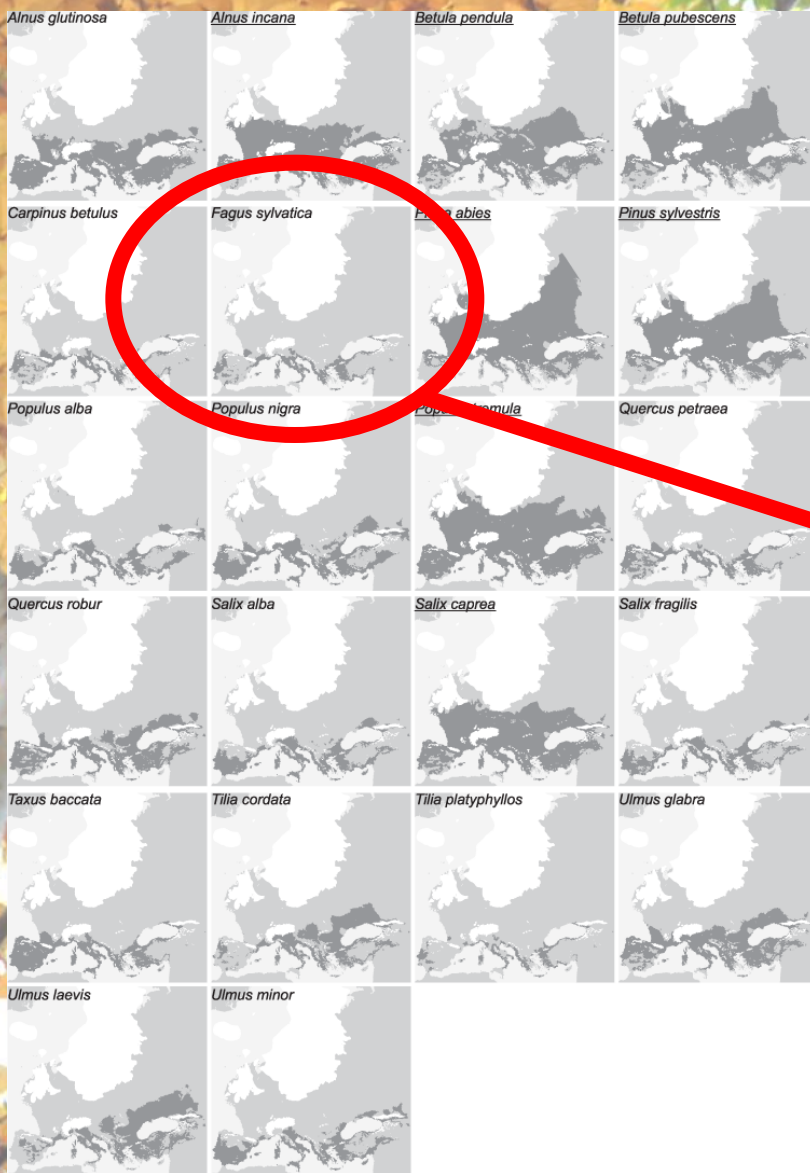 Alnus glutinosa
Alnus incana
Betula pendula
Betula pubescens
Carpinus betulus
Fagus sylvatica
abies
Pinus sylvestris
Populus alba
Populus nigra
Quercus petraea
Quercus robur
Salix alba
Salix caprea
Salix fragilis
Taxus baccata
Tilia cordata
Tilia platyphyllos
Ulmus glabra
Ulmus laevis
Ulmus minor